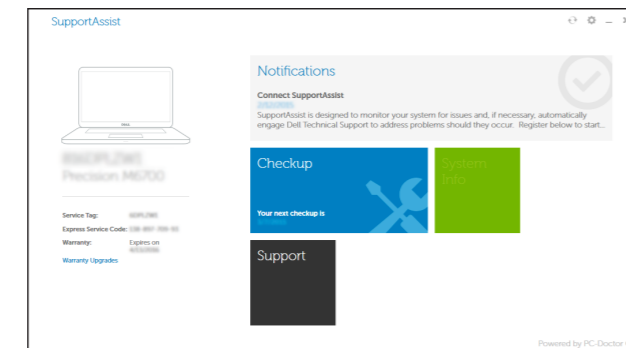 SupportAssist
DELL
Precision M6700
Service Tag:
Express Service Code:
Warranty: Expires on
Warranty Upgrades
Notifications
Connect SupportAssist
SupportAssist is designed to monitor your system for issues and, if necessary, automatically
engage Dell Technical Support to address problems should they occur. Register below to start...
Checkup
Your next checkup is
System
Info
Support
Powered by PC-Doctor